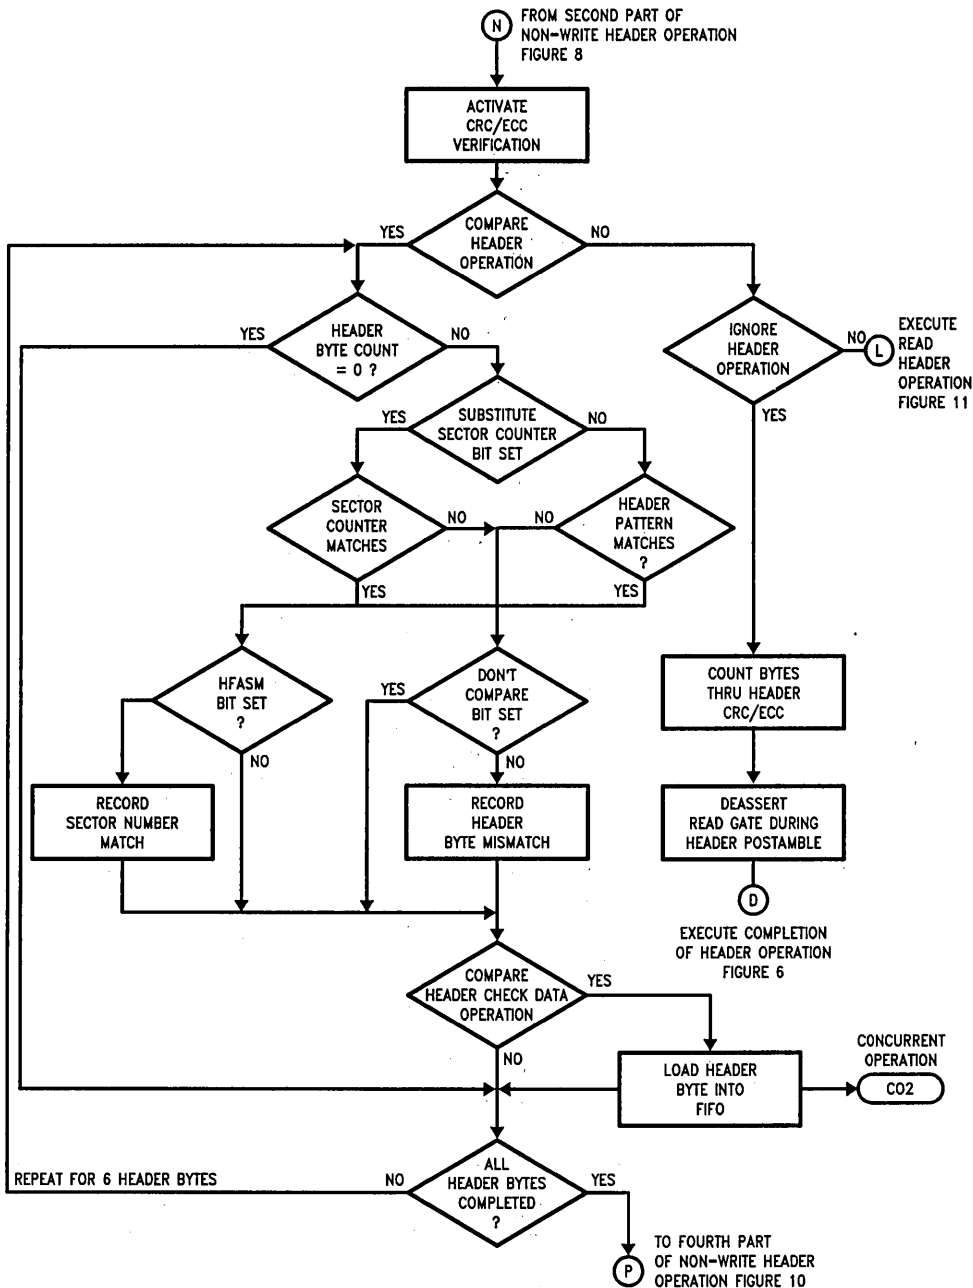 N
FROM SECOND PART OF
NON-WRITE HEADER OPERATION
FIGURE 8
ACTIVATE
CRC/ECC
VERIFICATION
YES
COMPARE
HEADER
OPERATION
NO
YES
HEADER
BYTE COUNT
= 0 ?
NO
IGNORE
HEADER
OPERATION
NO
L
EXECUTE
READ
HEADER
OPERATION
FIGURE 11
YES
YES
SUBSTITUTE
SECTOR COUNTER
BIT SET
NO
SECTOR
COUNTER
MATCHES
NO
NO
HEADER
PATTERN
MATCHES
?
YES
YES
HFASM
BIT SET
?
NO
YES
DON'T
COMPARE
BIT SET
?
NO
COUNT BYTES
THRU HEADER
CRC/ECC
RECORD
SECTOR NUMBER
MATCH
RECORD
HEADER
BYTE MISMATCH
DEASSERT
READ GATE DURING
HEADER POSTAMBLE
D
EXECUTE COMPLETION
OF HEADER OPERATION
FIGURE 6
COMPARE
HEADER CHECK DATA
OPERATION
YES
NO
LOAD HEADER
BYTE INTO
FIFO
CONCURRENT
OPERATION
CO2
REPEAT FOR 6 HEADER BYTES
NO
ALL
HEADER BYTES
COMPLETED
?
YES
P
TO FOURTH PART
OF NON-WRITE HEADER
OPERATION FIGURE 10